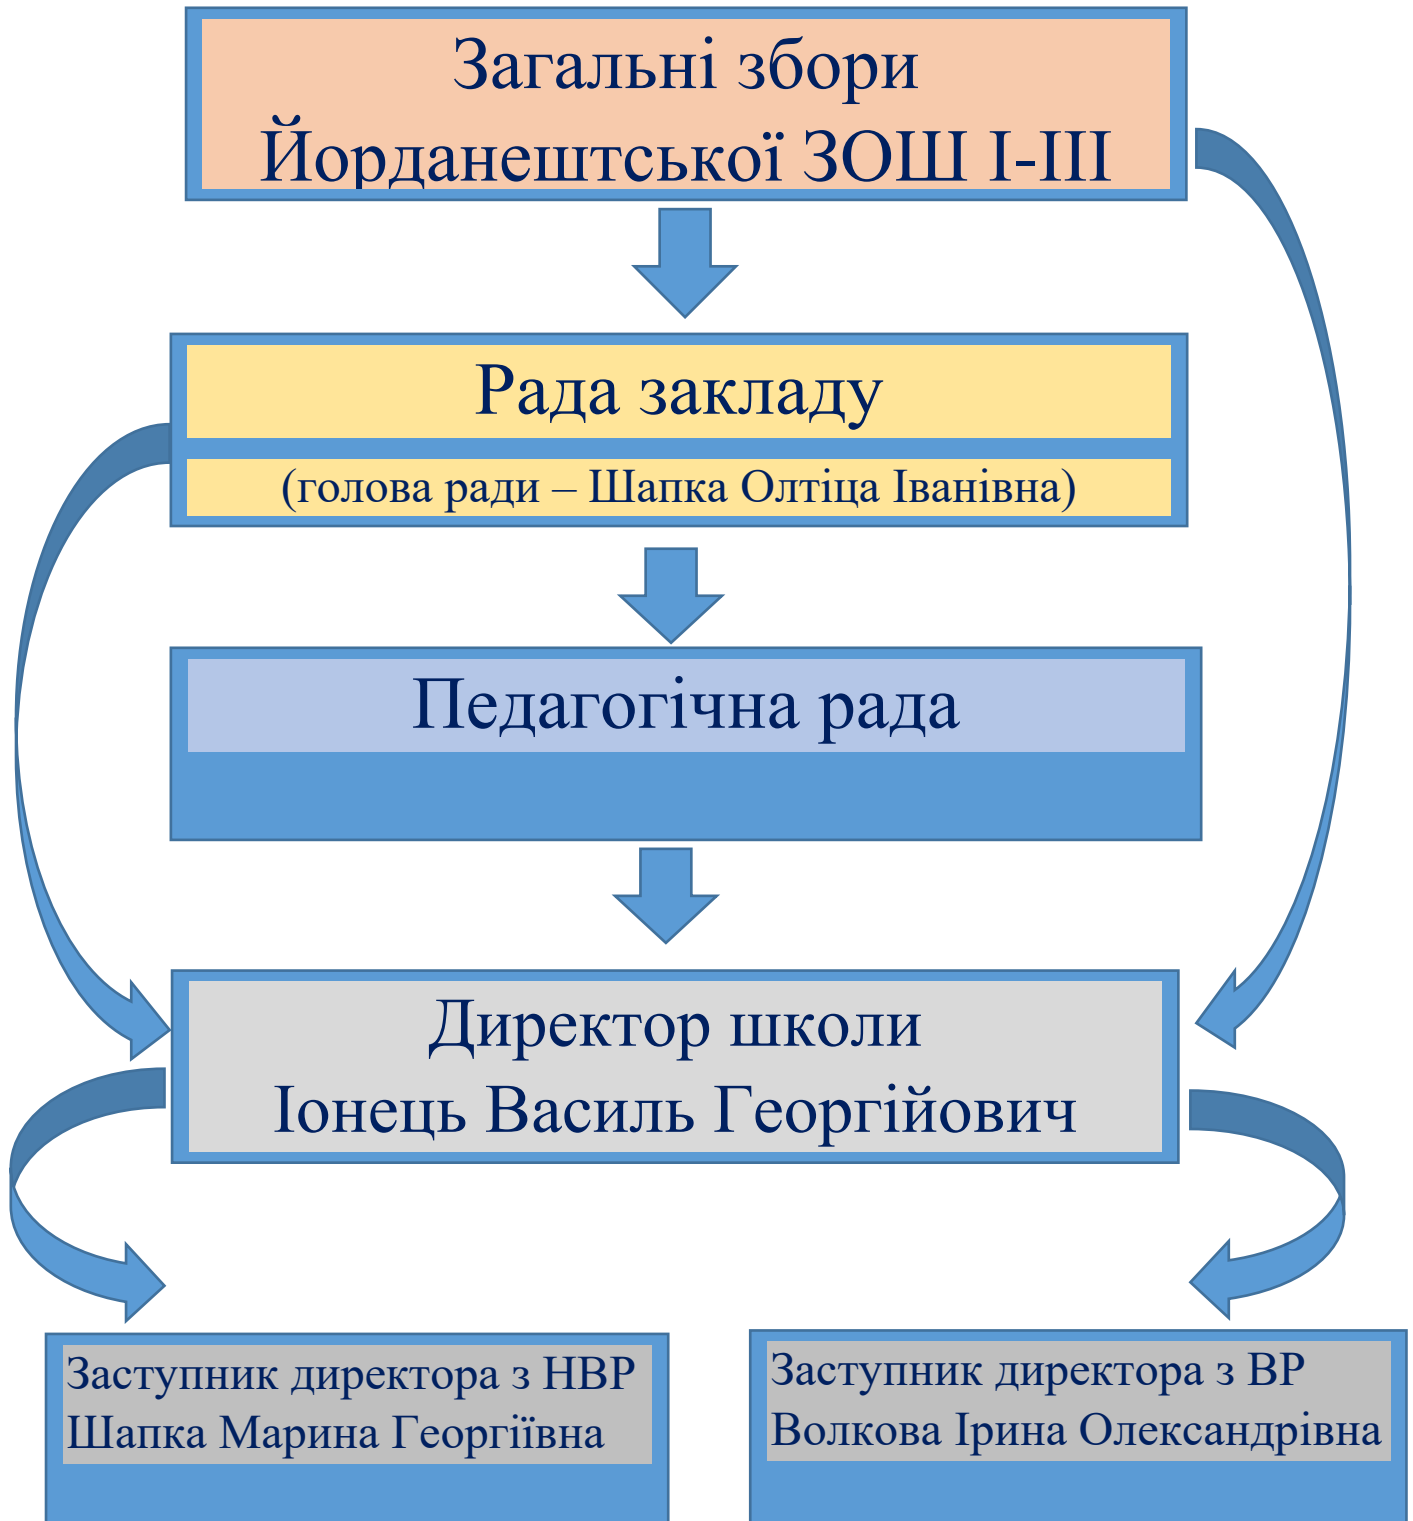 Загальні збори
Йорданештської ЗОШ І-ІІІ
Рада закладу
(голова ради – Шапка Олтіца Іванівна)
Педагогічна рада
Директор школи
Іонець Василь Георгійович
Заступник директора з НВР
Шапка Марина Георгіївна
Заступник директора з ВР
Волкова Ірина Олександрівна